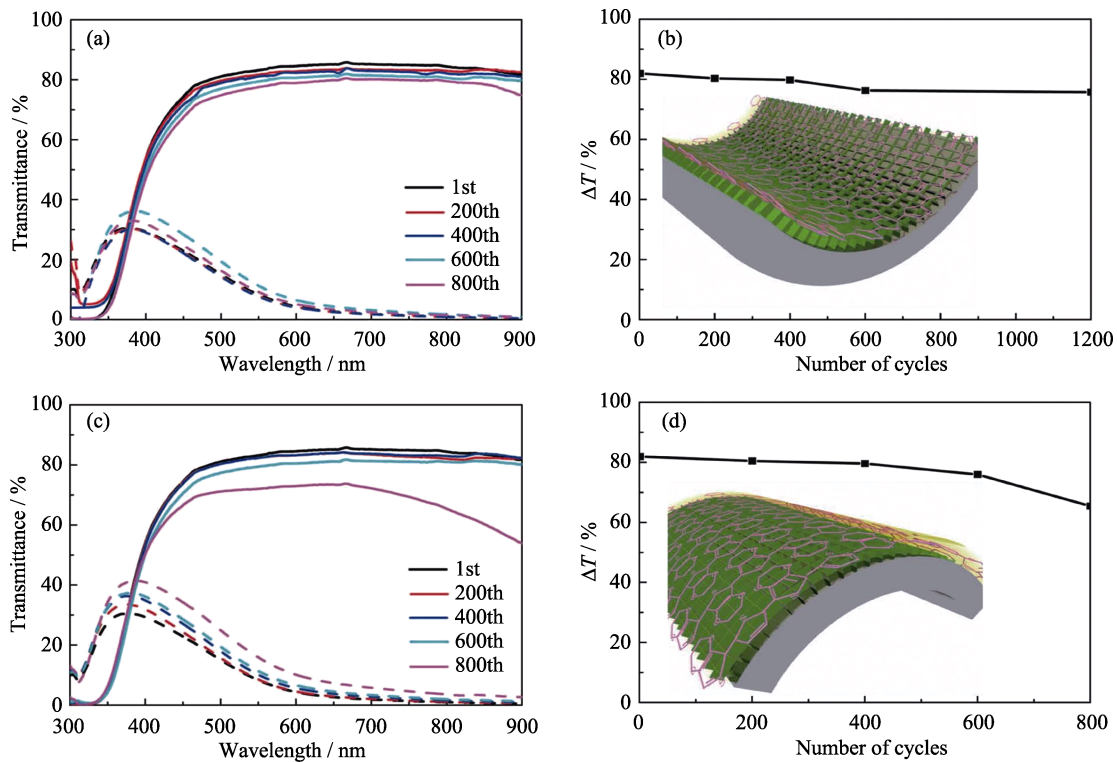 (a)
Transmittance / %
100
80
60
40
20
0
1st
200th
400th
600th
800th
300 400 500 600 700 800 900
Wavelength / nm
(b)
ΔT / %
100
80
60
40
20
0
0 200 400 600 800 1000 1200
Number of cycles
(c)
Transmittance / %
100
80
60
40
20
0
1st
200th
400th
600th
800th
300 400 500 600 700 800 900
Wavelength / nm
(d)
ΔT / %
100
80
60
40
20
0
0 200 400 600 800
Number of cycles